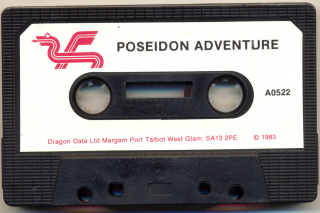 POSEIDON ADVENTURE
A0522
Dragon Data Ltd Margam Port Talbot West Glam. SA13 2PE © 1983